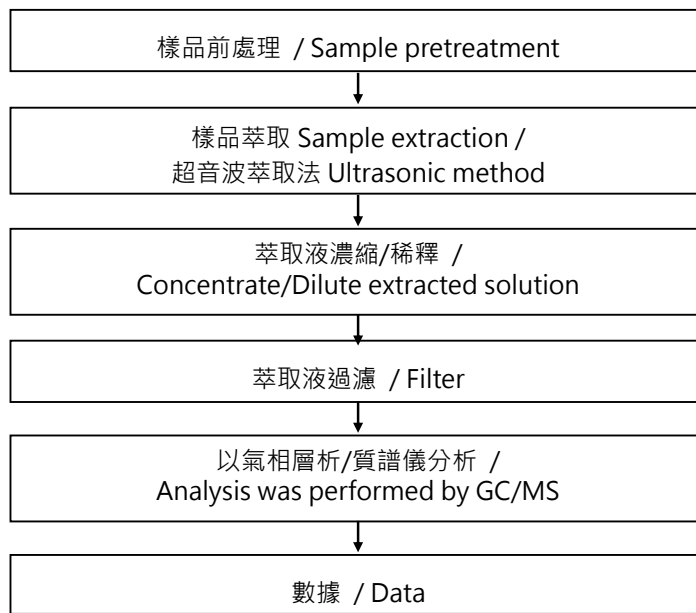 樣品前處理 / Sample pretreatment
樣品萃取 Sample extraction /
超音波萃取法 Ultrasonic method
萃取液濃縮/稀釋 /
Concentrate/Dilute extracted solution
萃取液過濾 / Filter
以氣相層析/質譜儀分析 /
Analysis was performed by GC/MS
數據 / Data